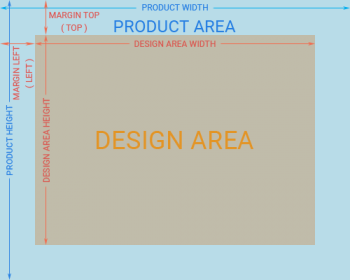 PRODUCT WIDTH
MARGIN TOP
( TOP )
PRODUCT AREA
DESIGN AREA WIDTH
MARGIN LEFT
( LEFT )
PRODUCT HEIGHT
DESIGN AREA HEIGHT
DESIGN AREA